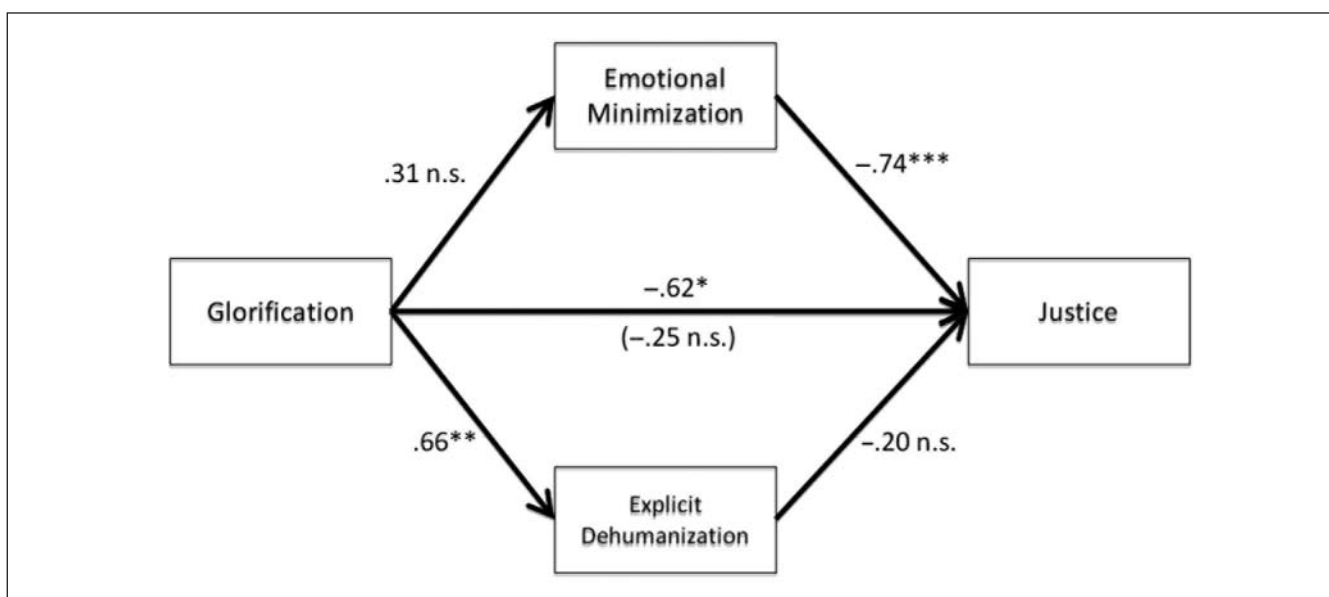 Emotional
Minimization
.31 n.s.
–.74***
Glorification
–.62*
(–.25 n.s.)
Justice
.66**
–.20 n.s.
Explicit
Dehumanization